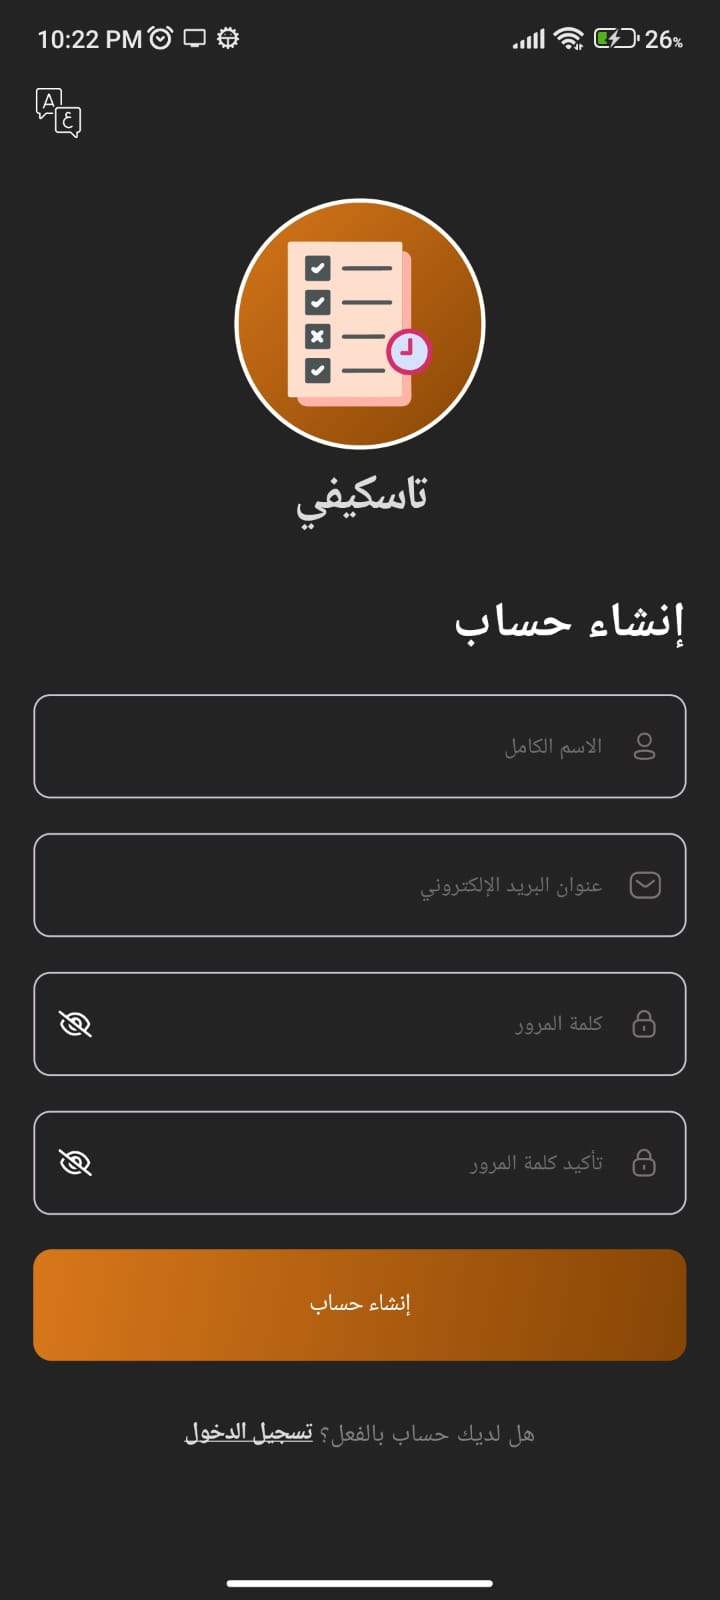 10:22 PM 26%
A ع
تاسكيفي
إنشاء حساب
الاسم الكامل
عنوان البريد الإلكتروني
كلمة المرور
تأكيد كلمة المرور
إنشاء حساب
هل لديك حساب بالفعل؟ تسجيل الدخول